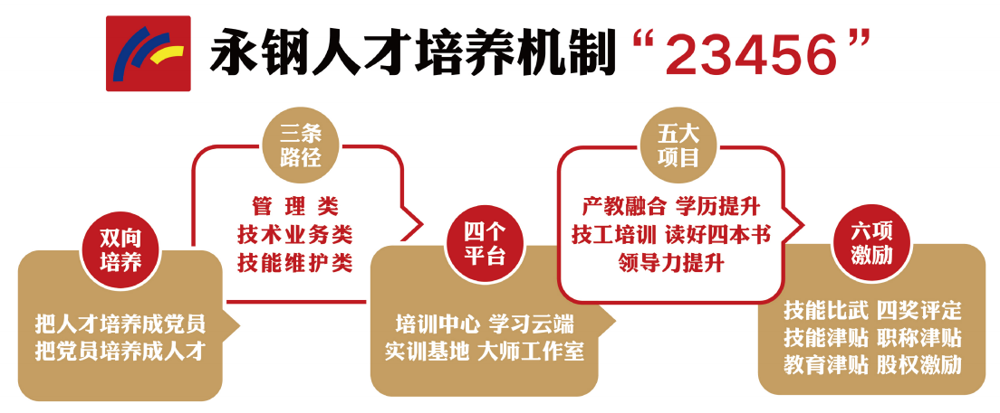 永钢人才培养机制“23456”
双向
培养
把人才培养成党员
把党员培养成人才
三条
路径
管 理 类
技术业务类
技能维护类
四个
平台
培训中心 学习云端
实训基地 大师工作室
五大
项目
产教融合 学历提升
技工培训 读好四本书
领导力提升
六项
激励
技能比武 四奖评定
技能津贴 职称津贴
教育津贴 股权激励